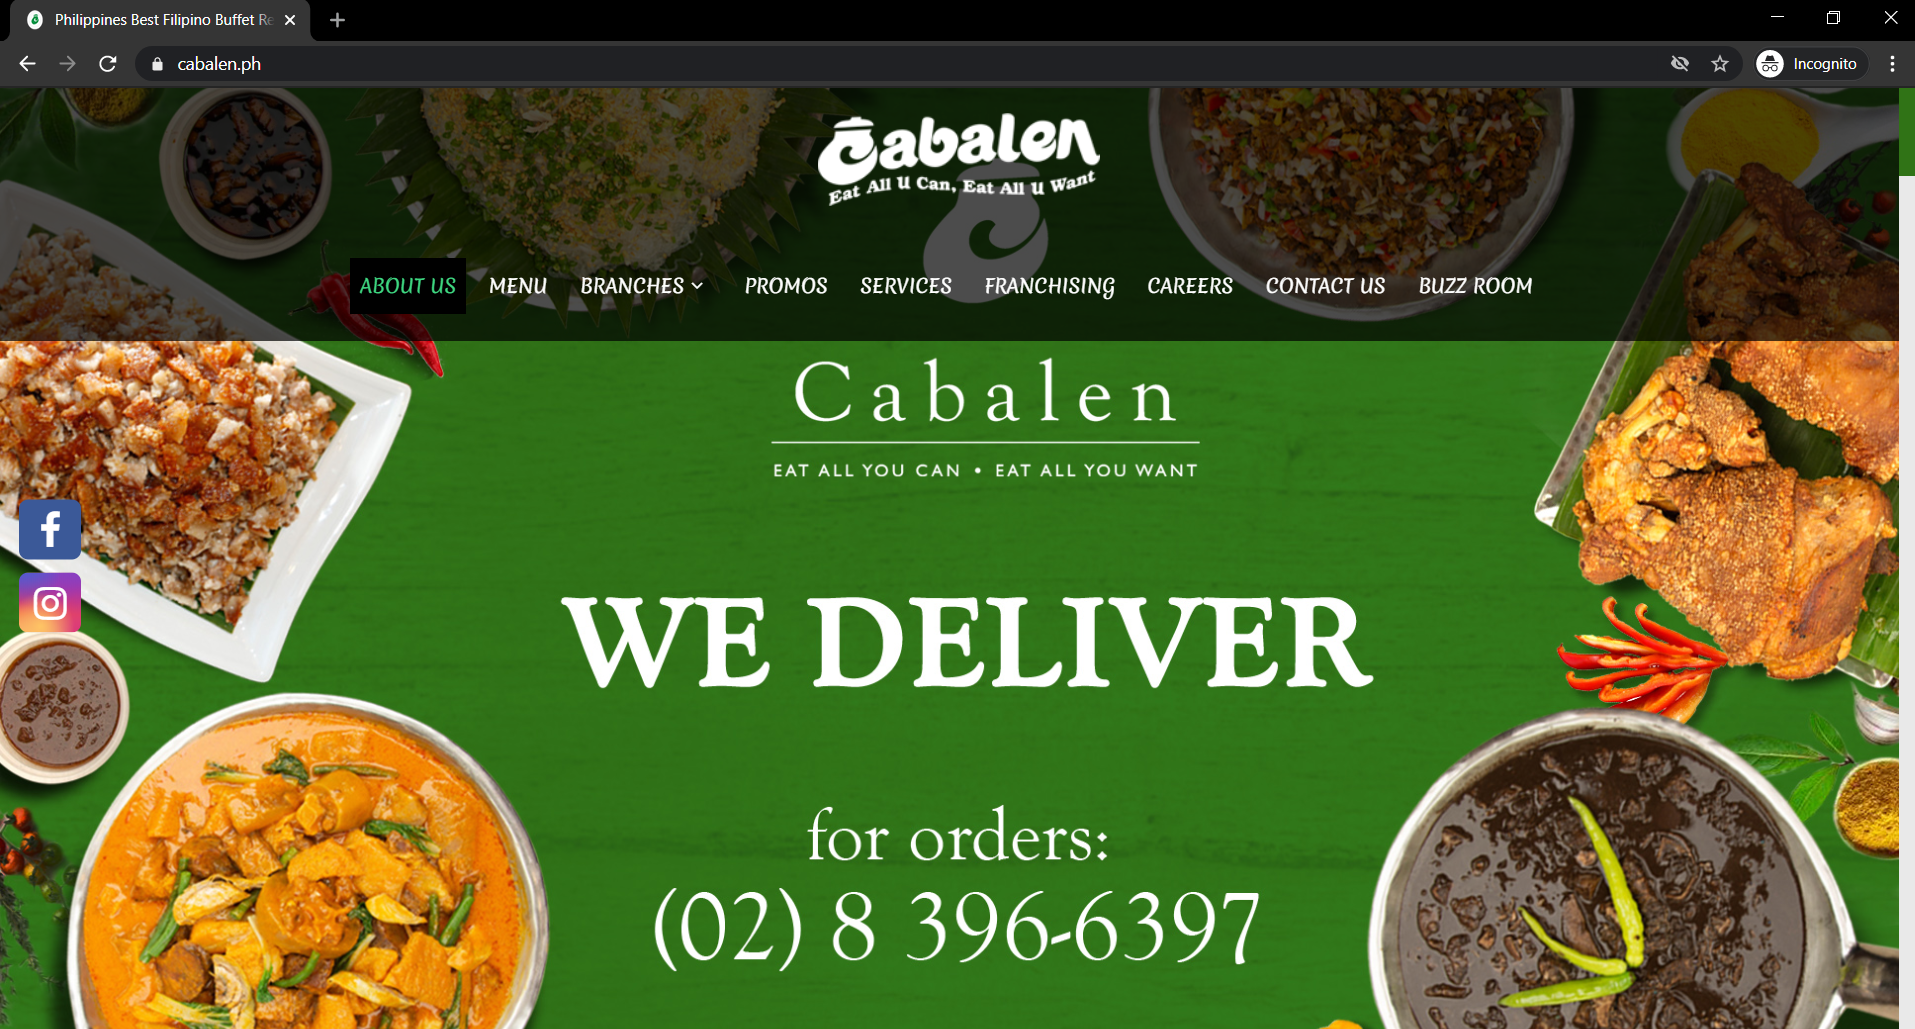 Philippines Best Filipino Buffet Re
cabalen.ph
Incognito
Cabalen
Eat All U Can, Eat All U Want
ABOUT US
MENU
BRANCHES
PROMOS
SERVICES
FRANCHISING
CAREERS
CONTACT US
BUZZ ROOM
Cabalen
EAT ALL YOU CAN • EAT ALL YOU WANT
WE DELIVER
for orders:
(02) 8 396-6397